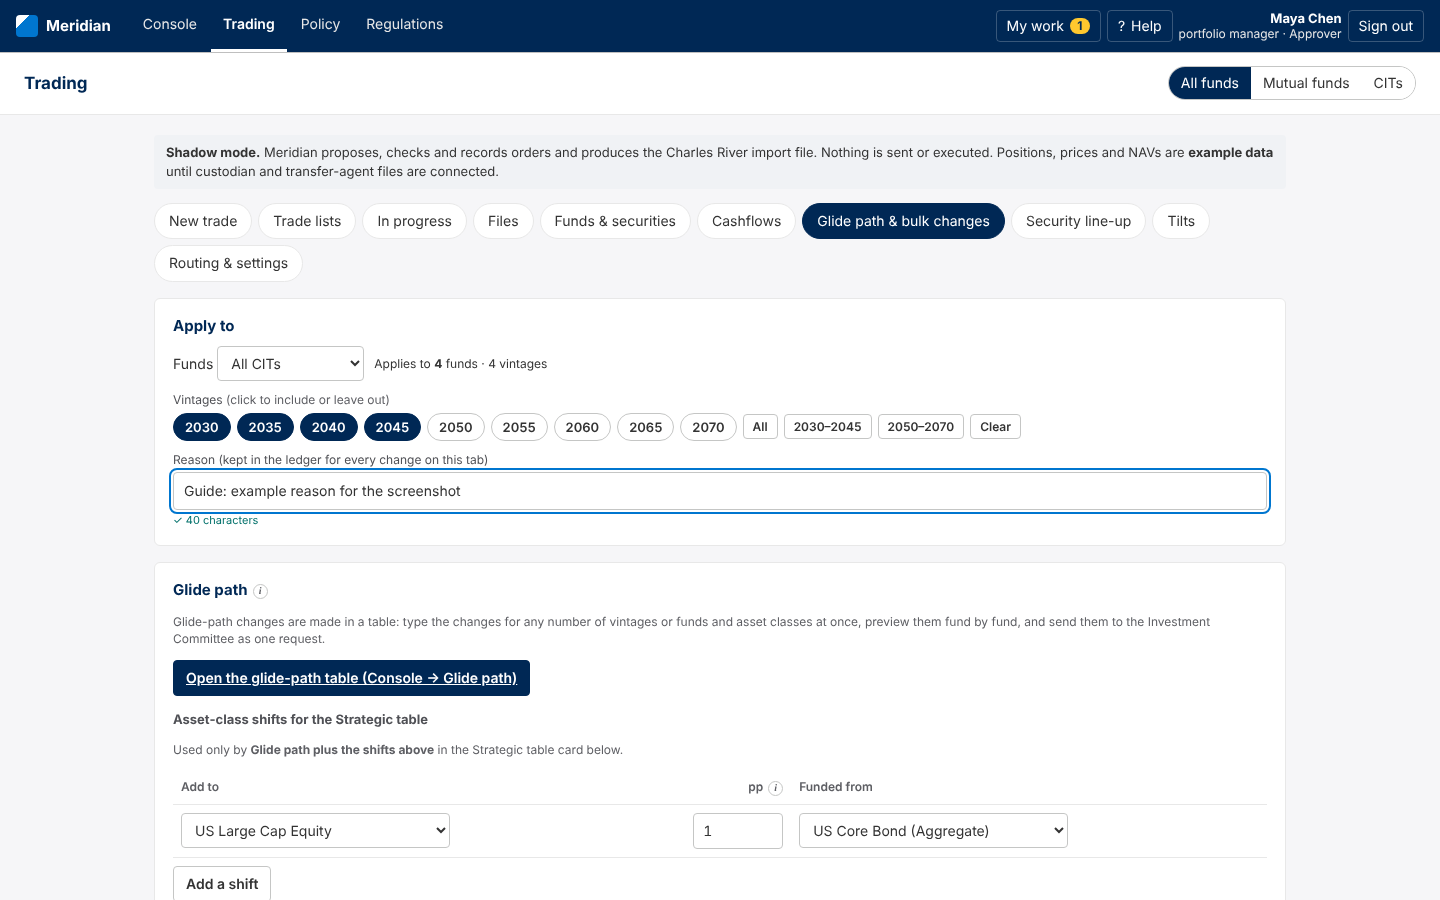 Meridian
Console
Trading
Policy
Regulations
My work 1
? Help
Maya Chen
portfolio manager · Approver
Sign out
Trading
All funds
Mutual funds
CITs
Shadow mode. Meridian proposes, checks and records orders and produces the Charles River import file. Nothing is sent or executed. Positions, prices and NAVs are example data
until custodian and transfer-agent files are connected.
New trade
Trade lists
In progress
Files
Funds & securities
Cashflows
Glide path & bulk changes
Security line-up
Tilts
Routing & settings
Apply to
Funds All CITs Applies to 4 funds · 4 vintages
Vintages (click to include or leave out)
2030 2035 2040 2045 2050 2055 2060 2065 2070 All 2030–2045 2050–2070 Clear
Reason (kept in the ledger for every change on this tab)
Guide: example reason for the screenshot
✓ 40 characters
Glide path i
Glide-path changes are made in a table: type the changes for any number of vintages or funds and asset classes at once, preview them fund by fund, and send them to the Investment
Committee as one request.
Open the glide-path table (Console → Glide path)
Asset-class shifts for the Strategic table
Used only by Glide path plus the shifts above in the Strategic table card below.
Add to pp i Funded from
US Large Cap Equity 1 US Core Bond (Aggregate)
Add a shift